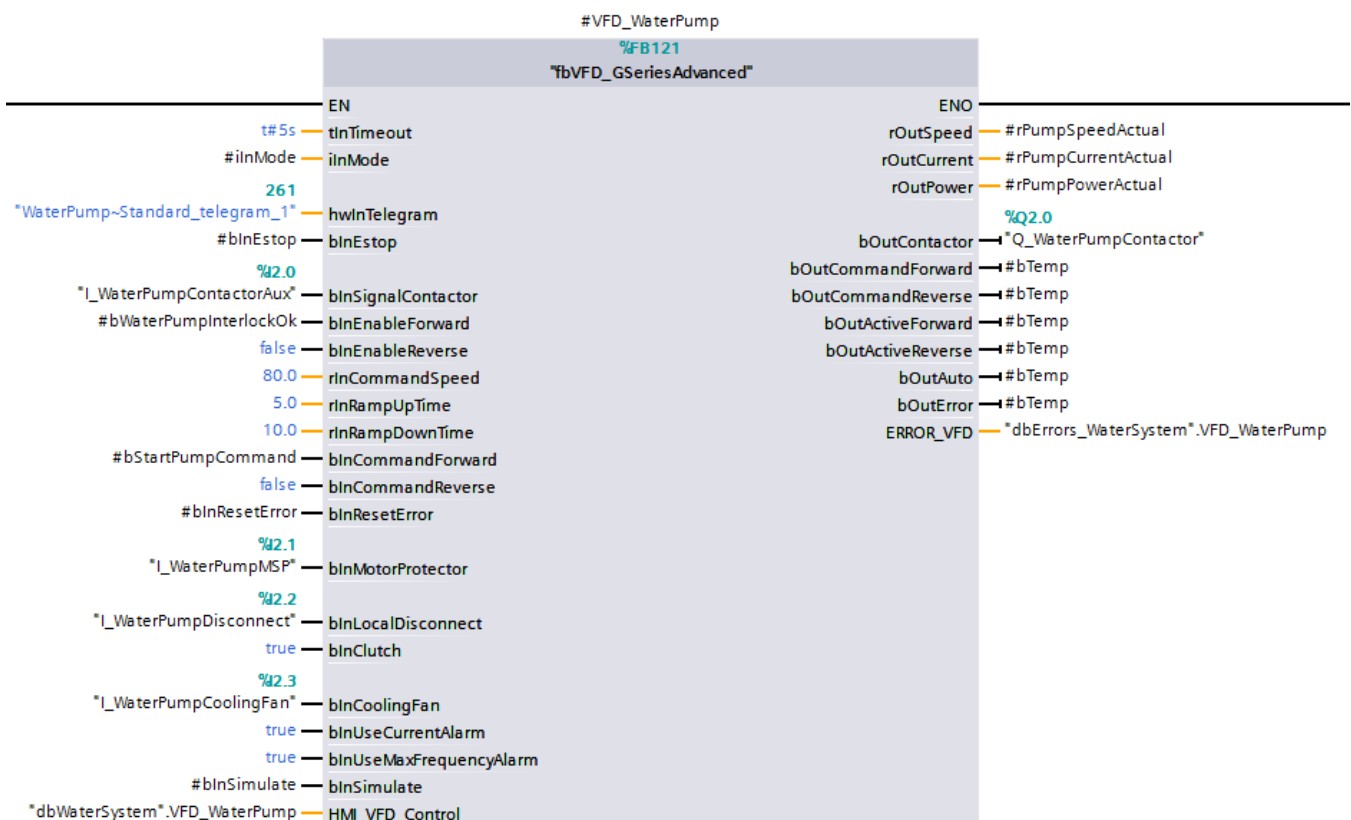 #VFD_WaterPump
%FB121
"fbVFD_GSeriesAdvanced"
EN ENO
t#5s tInTimeout rOutSpeed #rPumpSpeedActual
#iInMode iInMode rOutCurrent #rPumpCurrentActual
261 rOutPower #rPumpPowerActual
"WaterPump~Standard_telegram_1" hwInTelegram %Q2.0
#bInEstop bInEstop bOutContactor "Q_WaterPumpContactor"
%I2.0 bOutCommandForward #bTemp
"I_WaterPumpContactorAux" bInSignalContactor bOutCommandReverse #bTemp
#bWaterPumpInterlockOk bInEnableForward bOutActiveForward #bTemp
false bInEnableReverse bOutActiveReverse #bTemp
80.0 rInCommandSpeed bOutAuto #bTemp
5.0 rInRampUpTime bOutError #bTemp
10.0 rInRampDownTime ERROR_VFD "dbErrors_WaterSystem".VFD_WaterPump
#bStartPumpCommand bInCommandForward
false bInCommandReverse
#bInResetError bInResetError
%I2.1
"I_WaterPumpMSP" bInMotorProtector
%I2.2
"I_WaterPumpDisconnect" bInLocalDisconnect
true bInClutch
%I2.3
"I_WaterPumpCoolingFan" bInCoolingFan
true bInUseCurrentAlarm
true bInUseMaxFrequencyAlarm
#bInSimulate bInSimulate
"dbWaterSystem".VFD_WaterPump HMI_VFD_Control